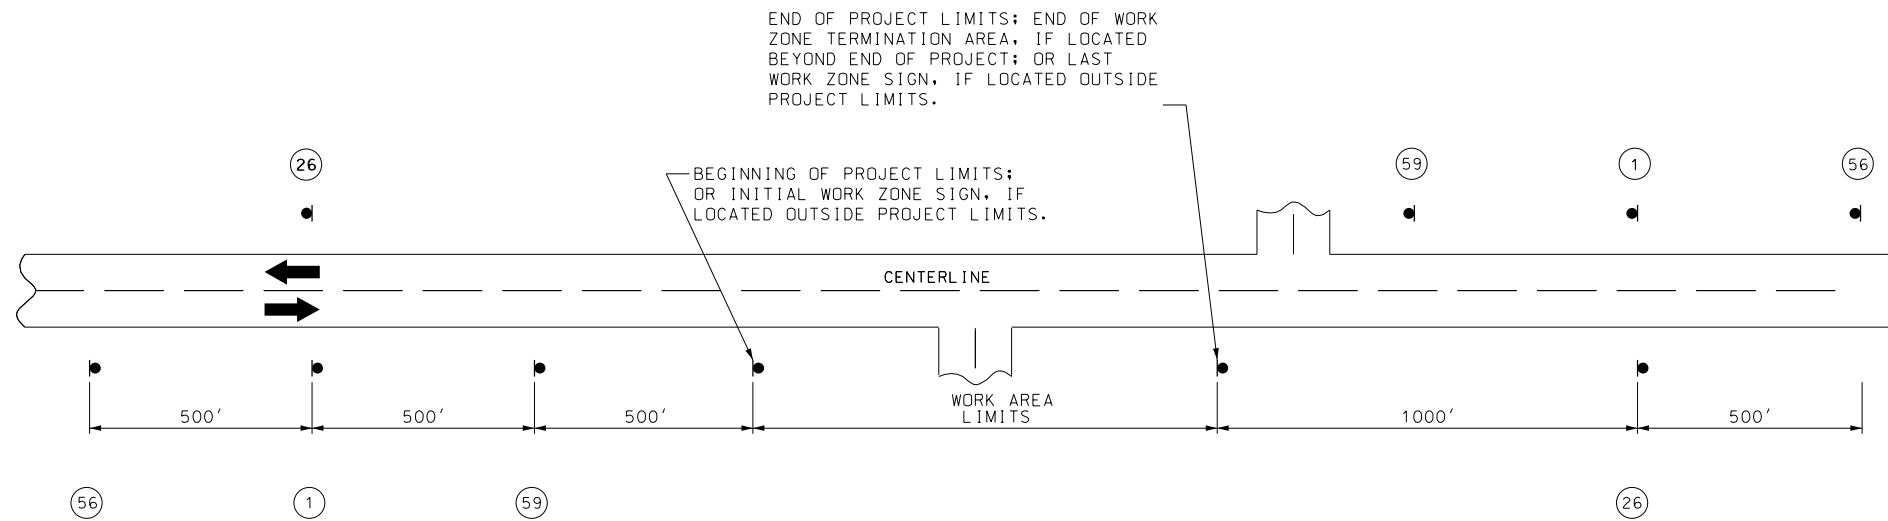 END OF PROJECT LIMITS; END OF WORK
ZONE TERMINATION AREA, IF LOCATED
BEYOND END OF PROJECT; OR LAST
WORK ZONE SIGN, IF LOCATED OUTSIDE
PROJECT LIMITS.
26
BEGINNING OF PROJECT LIMITS;
OR INITIAL WORK ZONE SIGN, IF
LOCATED OUTSIDE PROJECT LIMITS.
59
1
56
CENTERLINE
WORK AREA
LIMITS
500'
500'
500'
1000'
500'
56
1
59
26